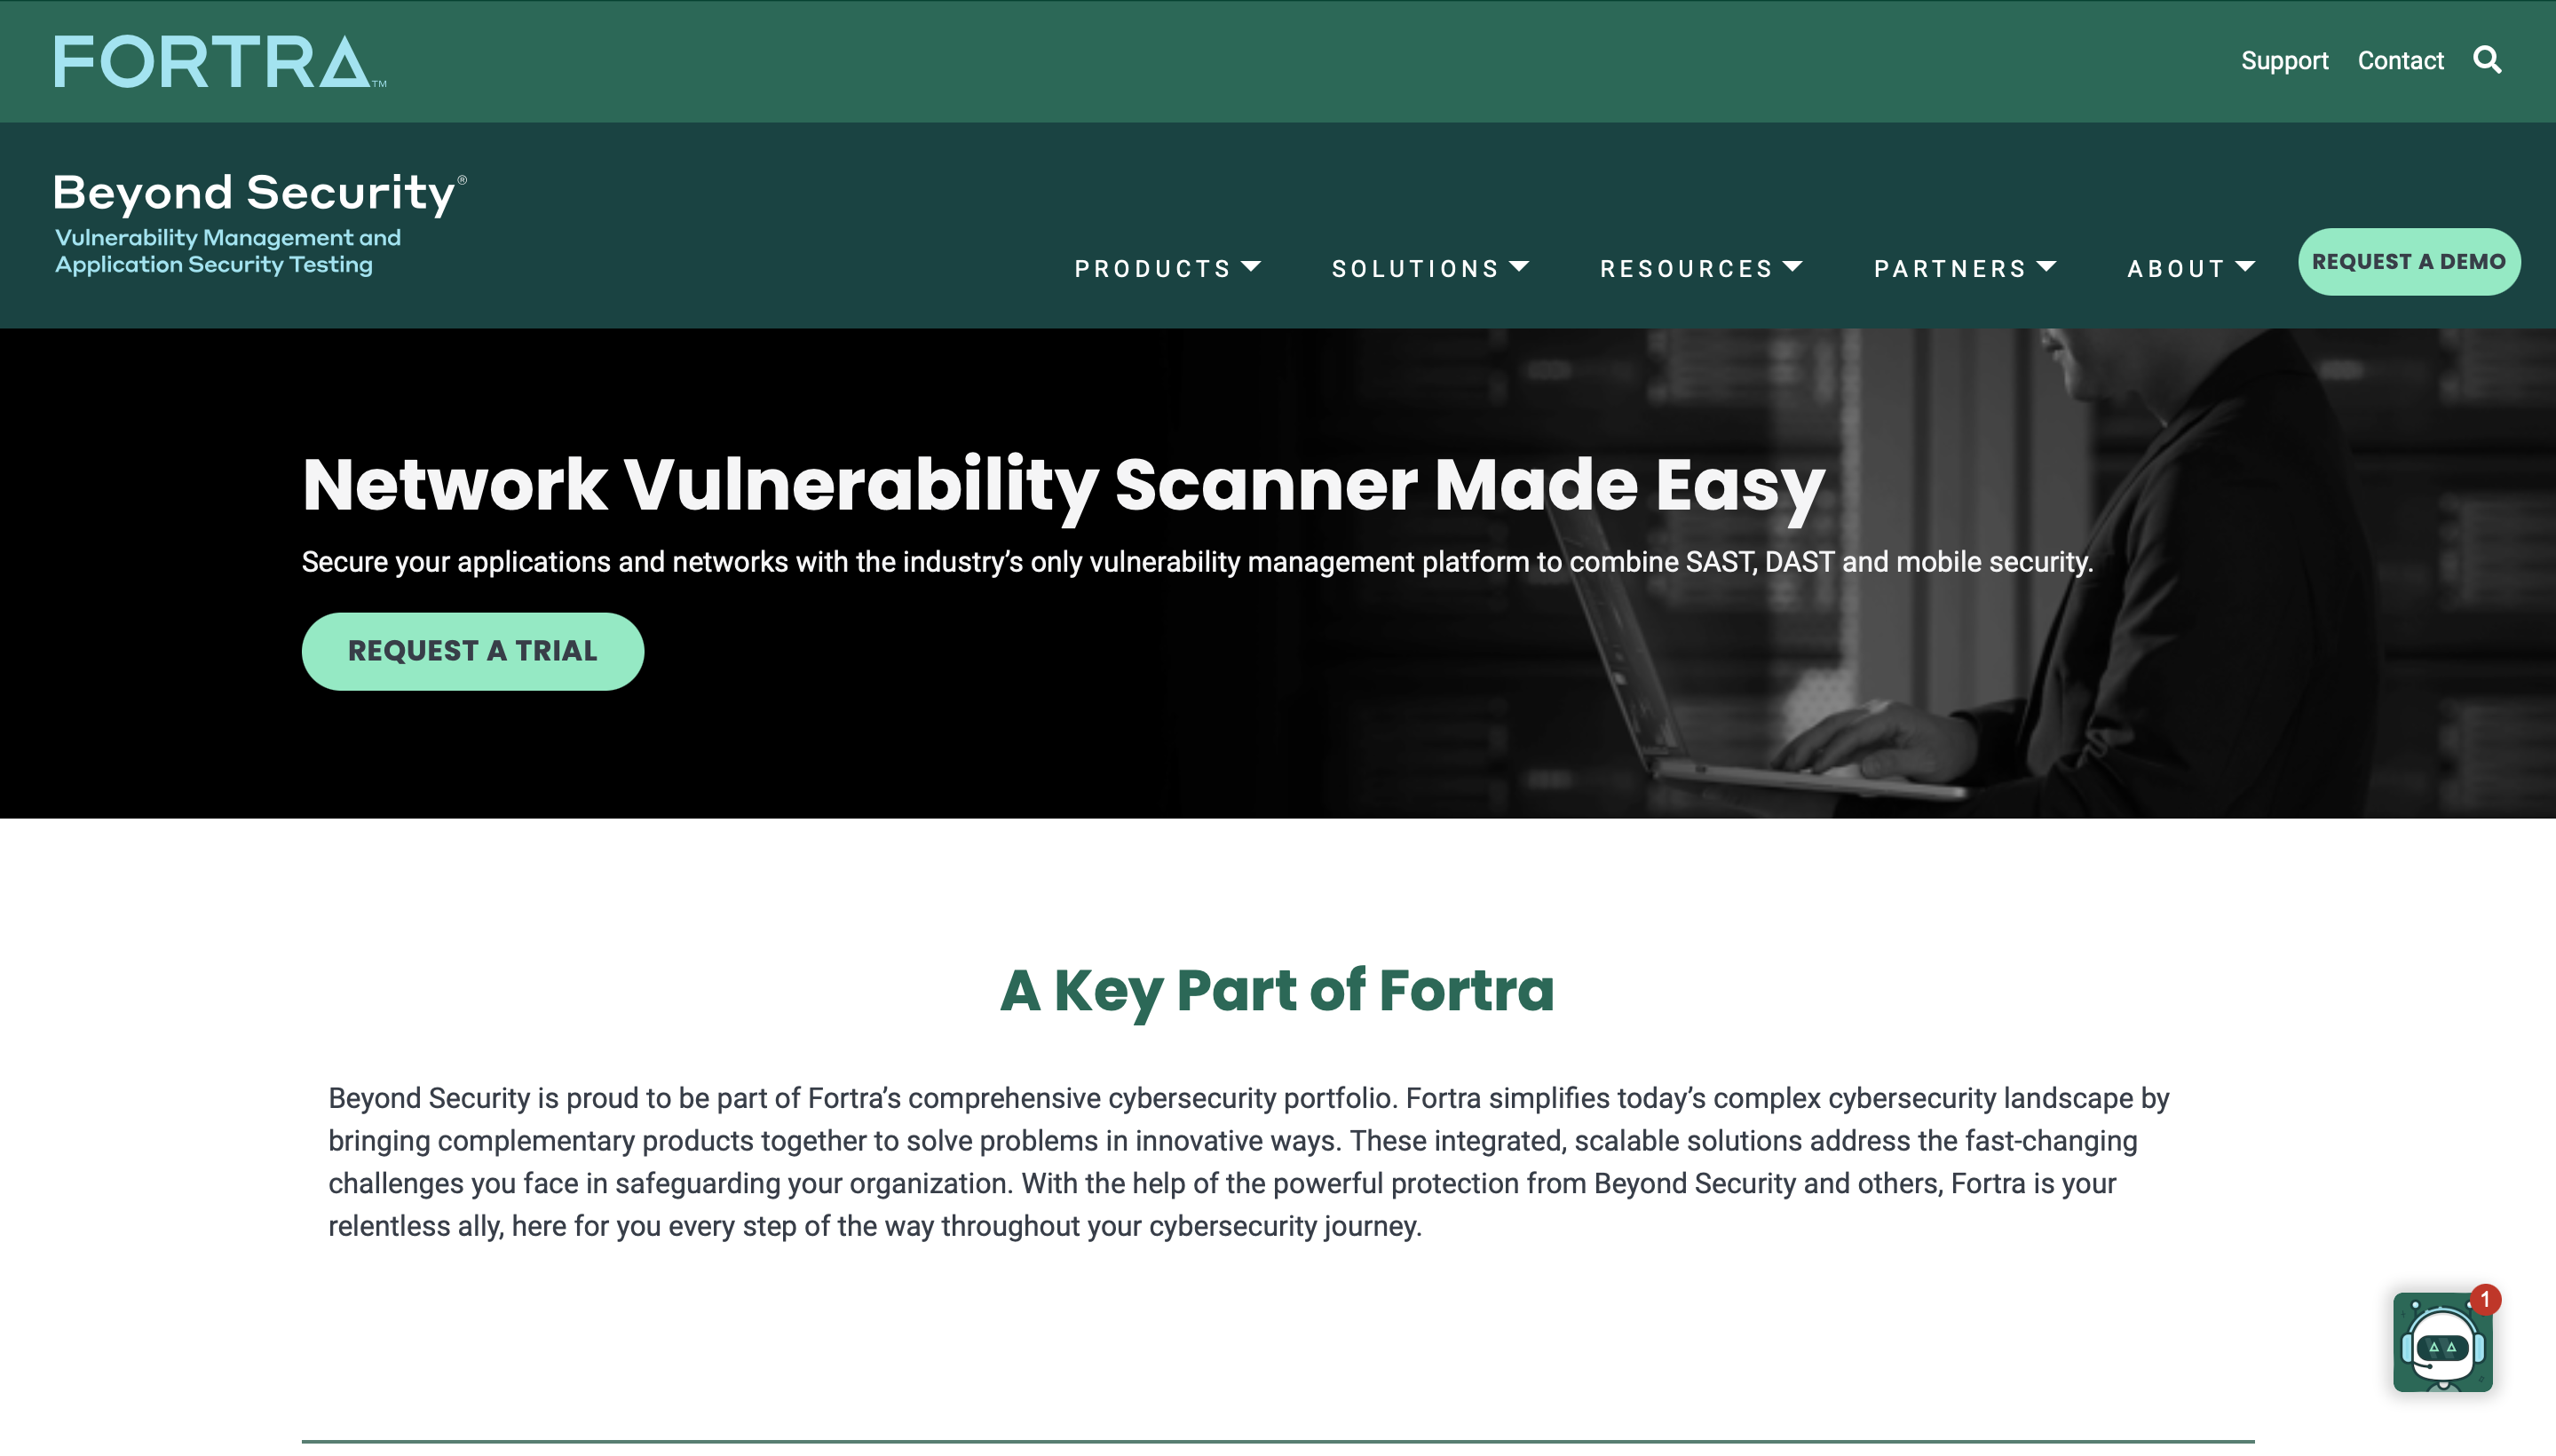 FORTRA™
Support Contact
Beyond Security®
Vulnerability Management and
Application Security Testing
PRODUCTS SOLUTIONS RESOURCES PARTNERS ABOUT REQUEST A DEMO
Network Vulnerability Scanner Made Easy
Secure your applications and networks with the industry’s only vulnerability management platform to combine SAST, DAST and mobile security.
REQUEST A TRIAL
A Key Part of Fortra
Beyond Security is proud to be part of Fortra’s comprehensive cybersecurity portfolio. Fortra simplifies today’s complex cybersecurity landscape by
bringing complementary products together to solve problems in innovative ways. These integrated, scalable solutions address the fast-changing
challenges you face in safeguarding your organization. With the help of the powerful protection from Beyond Security and others, Fortra is your
relentless ally, here for you every step of the way throughout your cybersecurity journey.
1